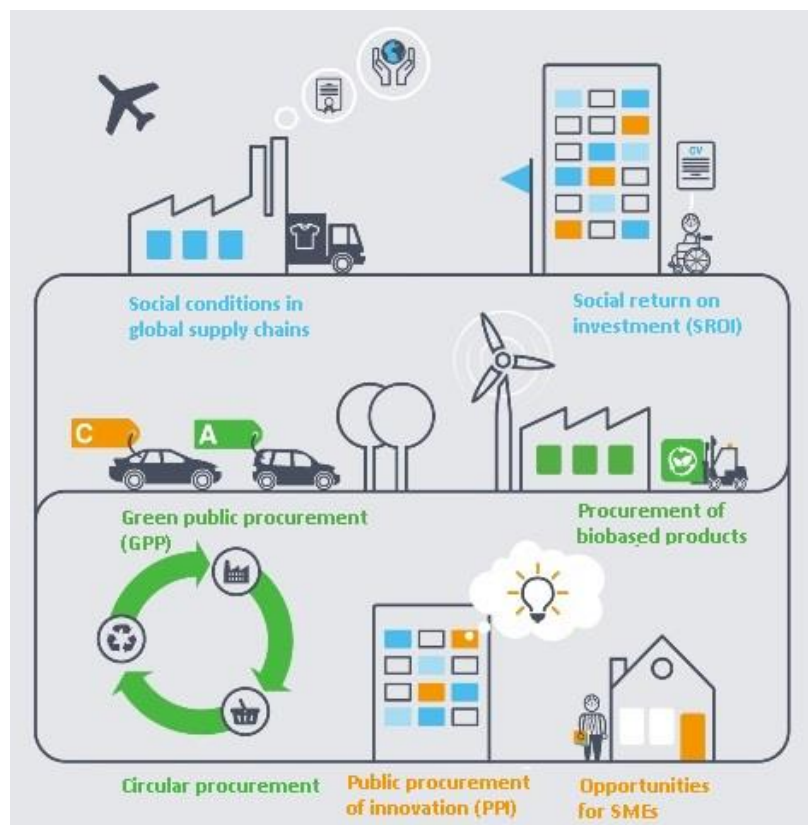 CV
Social conditions in
global supply chains
Social return on
investment (SROI)
C
A
Green public procurement
(GPP)
Procurement of
biobased products
Circular procurement
Public procurement
of innovation (PPI)
Opportunities
for SMEs